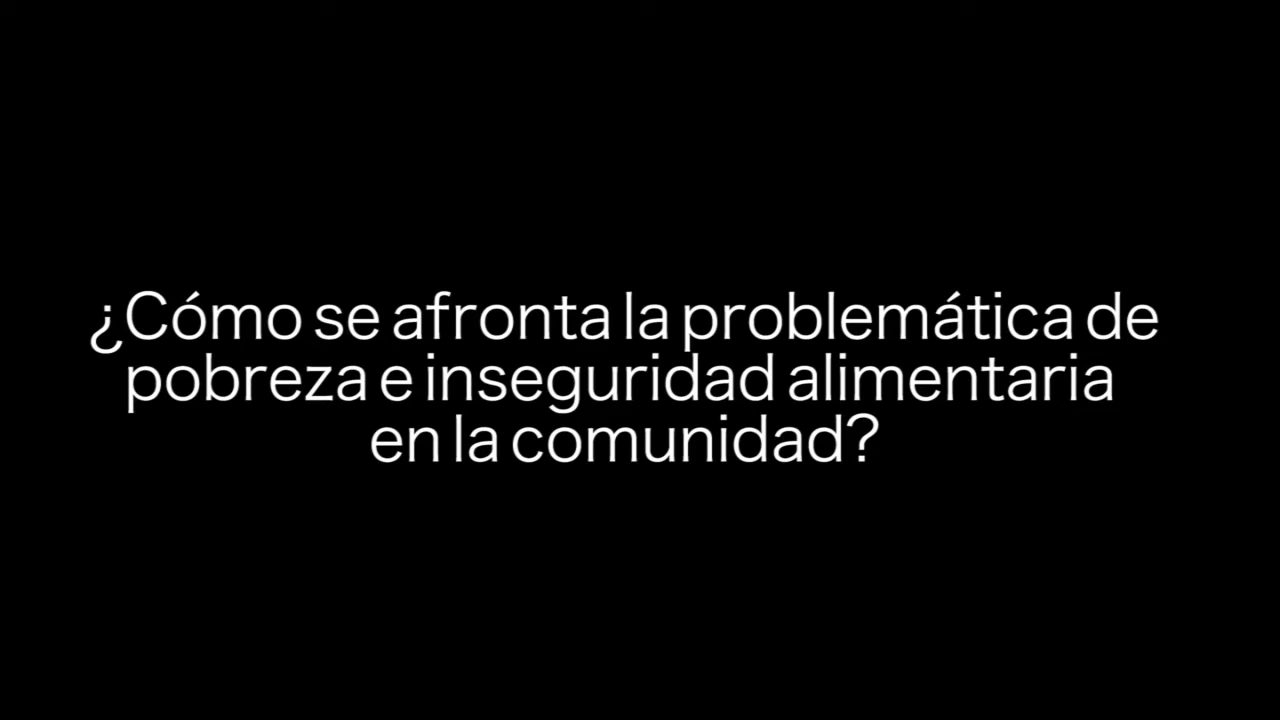 ¿Cómo se afronta la problemática de
pobreza e inseguridad alimentaria
en la comunidad?